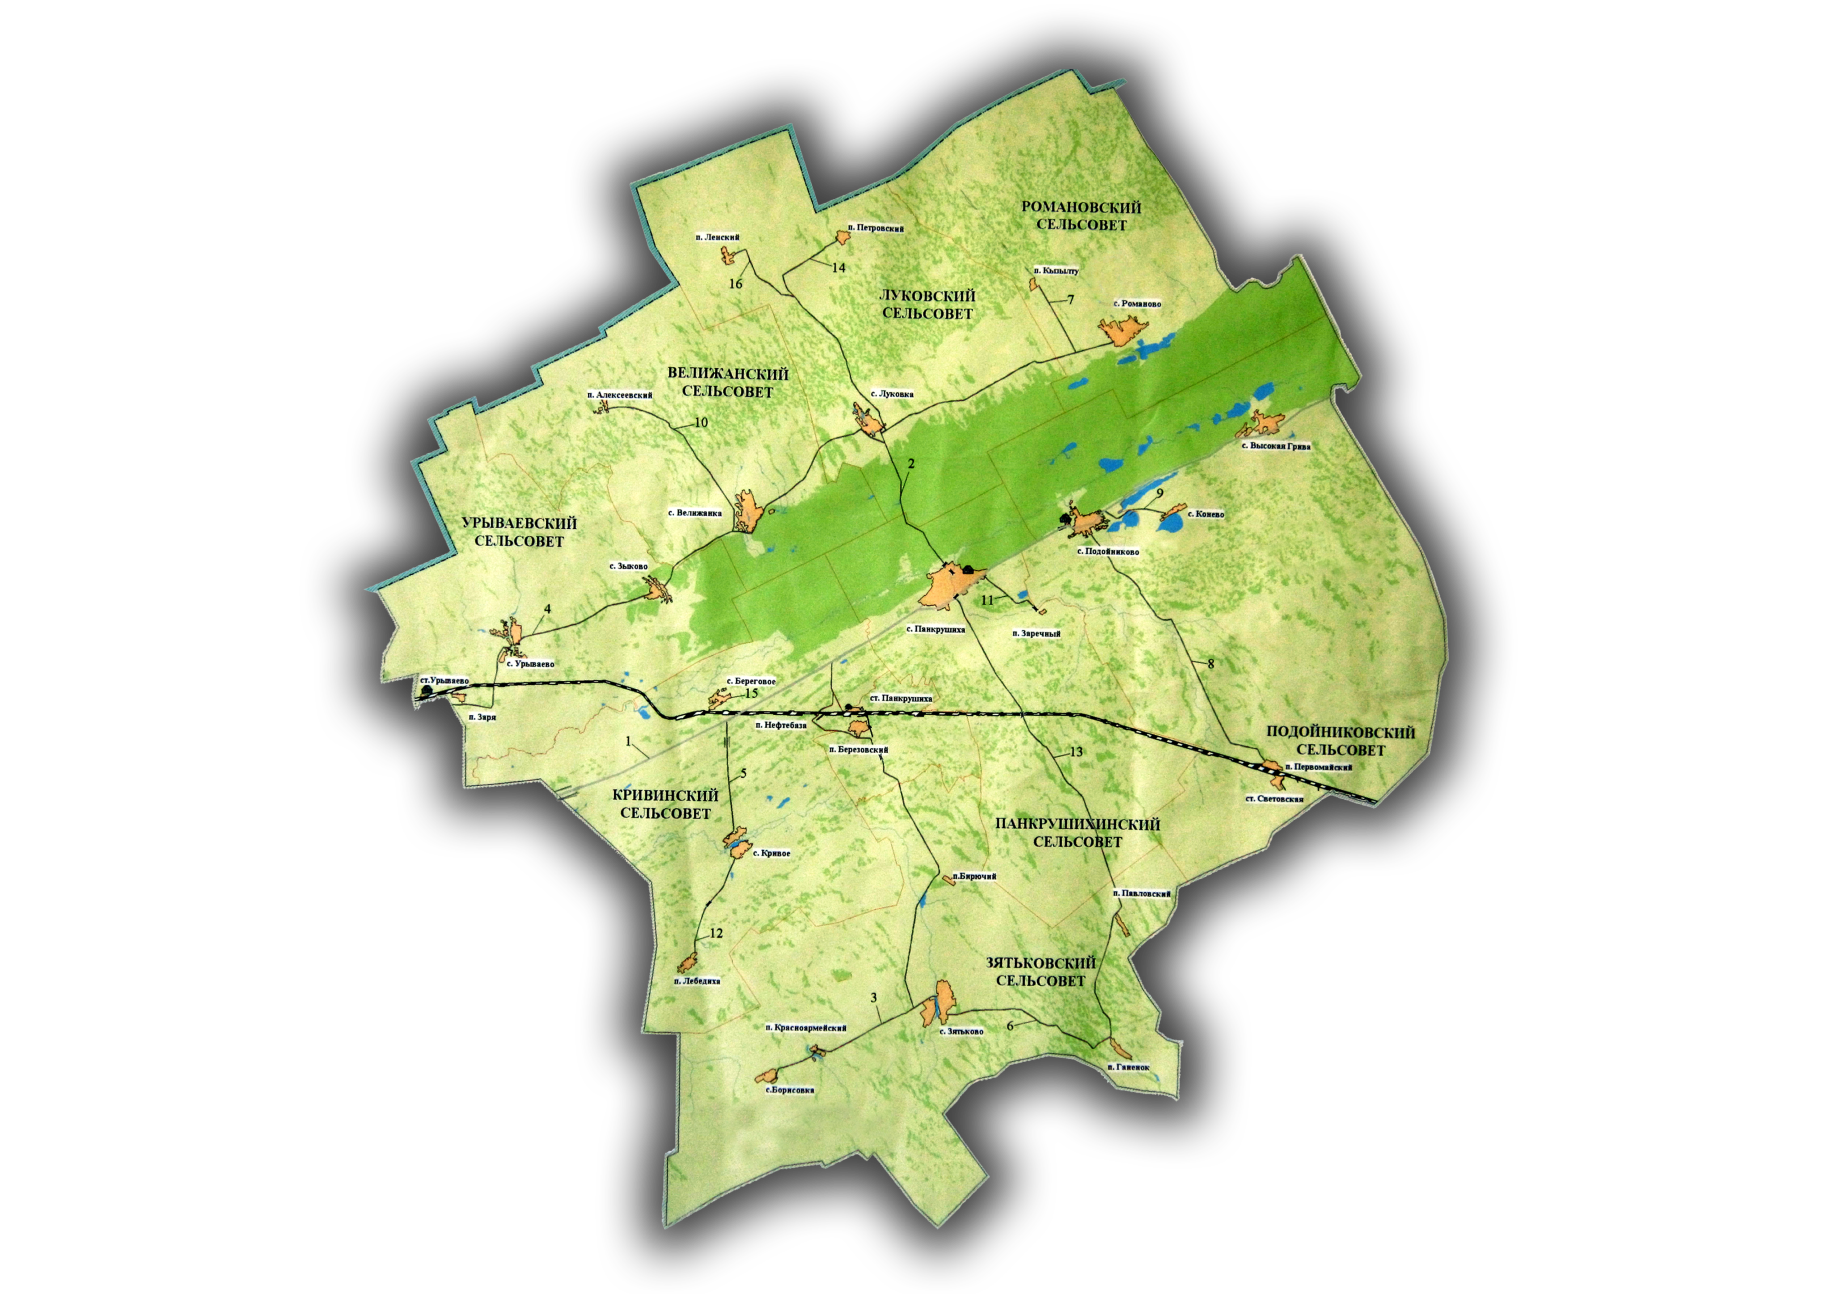 РОМАНОВСКИЙ
СЕЛЬСОВЕТ
п. Петровский
п. Ленский
14
п. Кызылту
16
ЛУКОВСКИЙ
СЕЛЬСОВЕТ
7
с. Романово
ВЕЛИЖАНСКИЙ
СЕЛЬСОВЕТ
п. Алексеевский
с. Луковка
10
с. Высокая Грива
2
9
с. Велижанка
с. Конево
УРЫВАЕВСКИЙ
СЕЛЬСОВЕТ
с. Подойниково
с. Зыково
4
11
с. Панкрушиха
п. Заречный
с. Урываево
8
ст.Урываево
с. Береговое
15
ст. Панкрушиха
п. Заря
п. Нефтебаза
1
п. Березовский
13
ПОДОЙНИКОВСКИЙ
СЕЛЬСОВЕТ
п. Первомайский
5
КРИВИНСКИЙ
СЕЛЬСОВЕТ
ст. Световская
ПАНКРУШИХИНСКИЙ
СЕЛЬСОВЕТ
с. Кривое
п.Бирючий
п. Павловский
12
ЗЯТЬКОВСКИЙ
СЕЛЬСОВЕТ
п. Лебедиха
3
п. Красноармейский
6
с. Зятьково
п. Ганенок
с.Борисовка